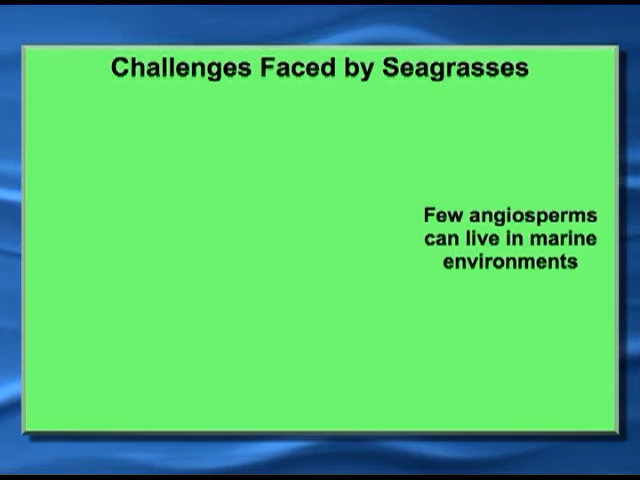 Challenges Faced by Seagrasses
Few angiosperms
can live in marine
environments